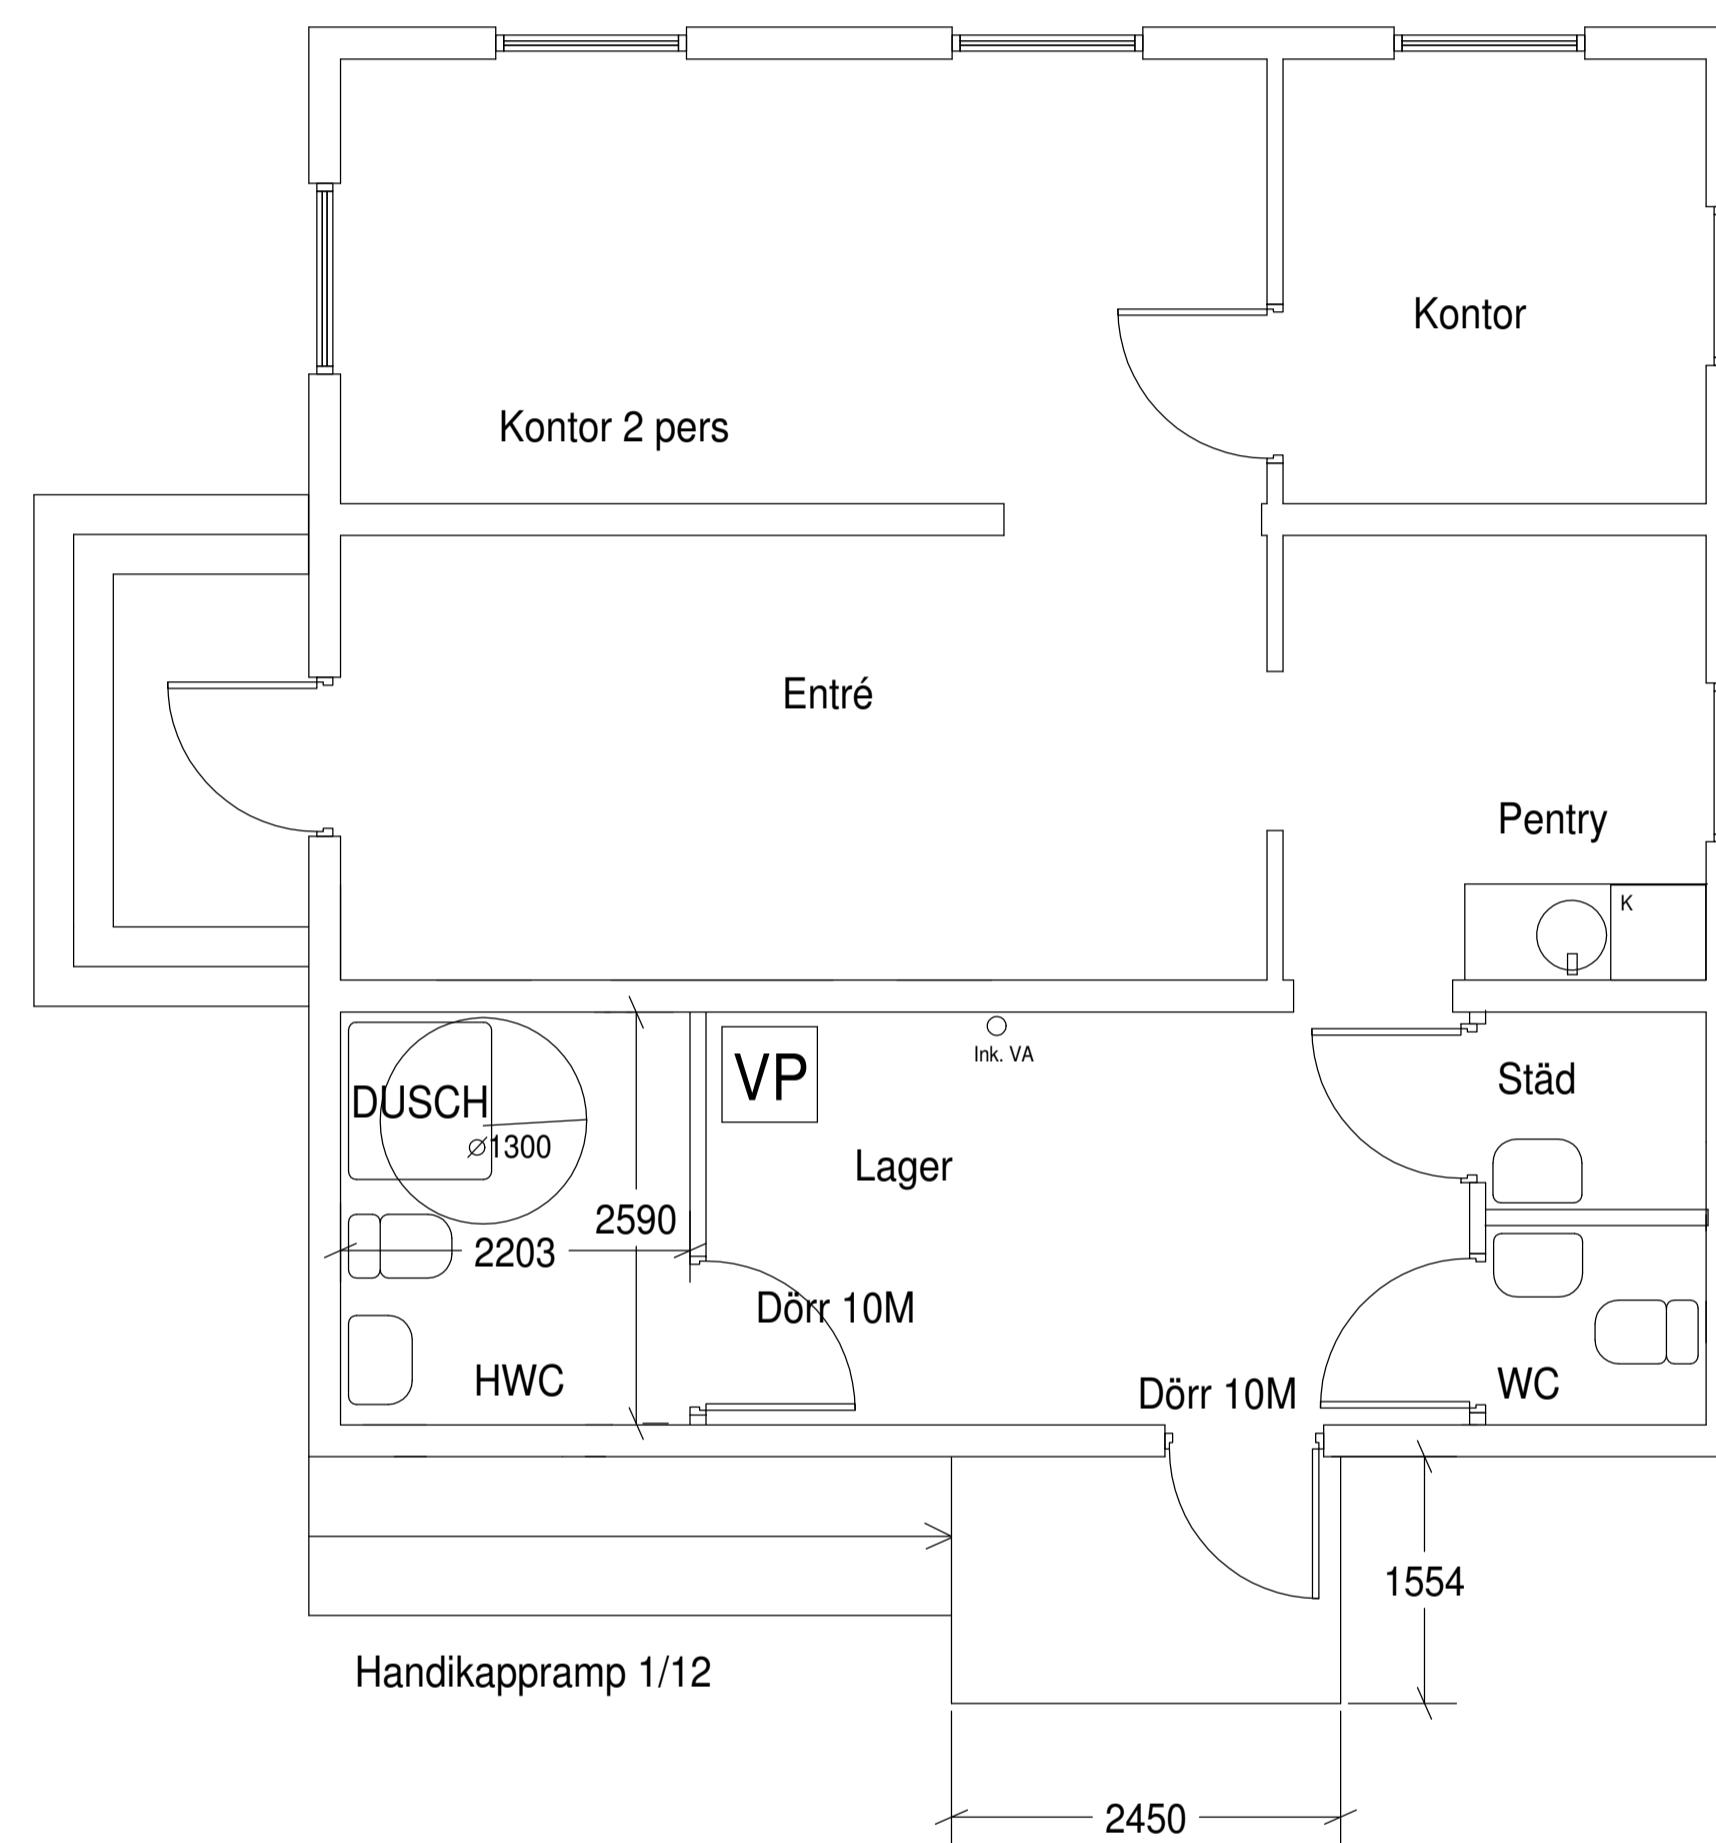 Kontor
Kontor 2 pers
Entré
Pentry
K
DUSCH
⌀1300
VP
Ink. VA
Städ
Lager
2590
2203
Dörr 10M
HWC
Dörr 10M
WC
1554
Handikappramp 1/12
2450